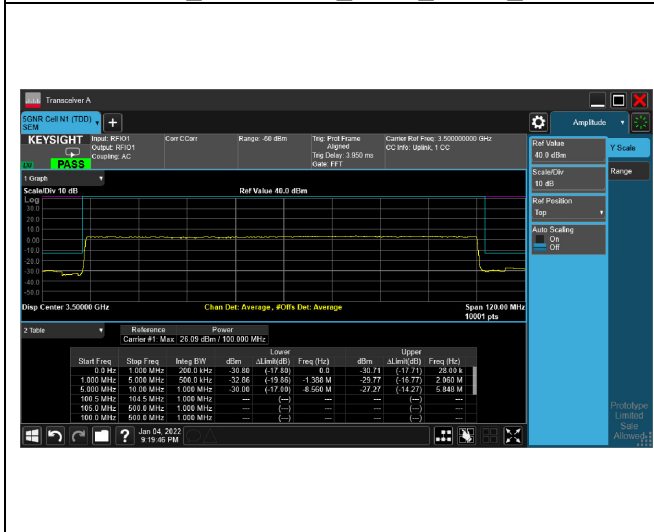 Transceiver A
5GNR Cell N1 (TDD)
SEM
Amplitude
KEYSIGHT
LXI
PASS
Input: RFIO1
Output: RFIO1
Coupling: AC
Corr CCorr
Range: -60 dBm
Trig: Prot Frame
Aligned
Trig Delay: 3.950 ms
Gate: FFT
Carrier Ref Freq: 3.500000000 GHz
CC Info: Uplink, 1 CC
Ref Value
40.0 dBm
Y Scale
Scale/Div
10 dB
Range
Ref Position
Top
Auto Scaling
On
Off
1 Graph
Scale/Div 10 dB
Ref Value 40.0 dBm
Log
30.0
20.0
10.0
0.00
-10.0
-20.0
-30.0
-40.0
-50.0
Disp Center 3.50000 GHz
Chan Det: Average , #Offs Det: Average
Span 120.00 MHz
10001 pts
2 Table
Reference Power
Carrier #1: Max 26.09 dBm / 100.000 MHz
Lower Upper
Start Freq Stop Freq Integ BW dBm ΔLimit(dB) Freq (Hz) dBm ΔLimit(dB) Freq (Hz)
0.0 Hz 1.000 MHz 200.0 kHz -30.80 (-17.80) 0.0 -30.71 (-17.71) 28.00 k
1.000 MHz 5.000 MHz 500.0 kHz -32.86 (-19.86) -1.388 M -29.77 (-16.77) 2.060 M
5.000 MHz 10.00 MHz 1.000 MHz -30.00 (-17.00) -8.550 M -27.27 (-14.27) 5.848 M
100.5 MHz 104.5 MHz 1.000 MHz --- (---) --- --- (---) ---
105.0 MHz 500.0 MHz 1.000 MHz --- (---) --- --- (---) ---
100.0 MHz 500.0 MHz 1.000 MHz --- (---) --- --- (---) ---
Prototype
Limited
Sale
Allowed
?
Jan 04, 2022
9:19:46 PM